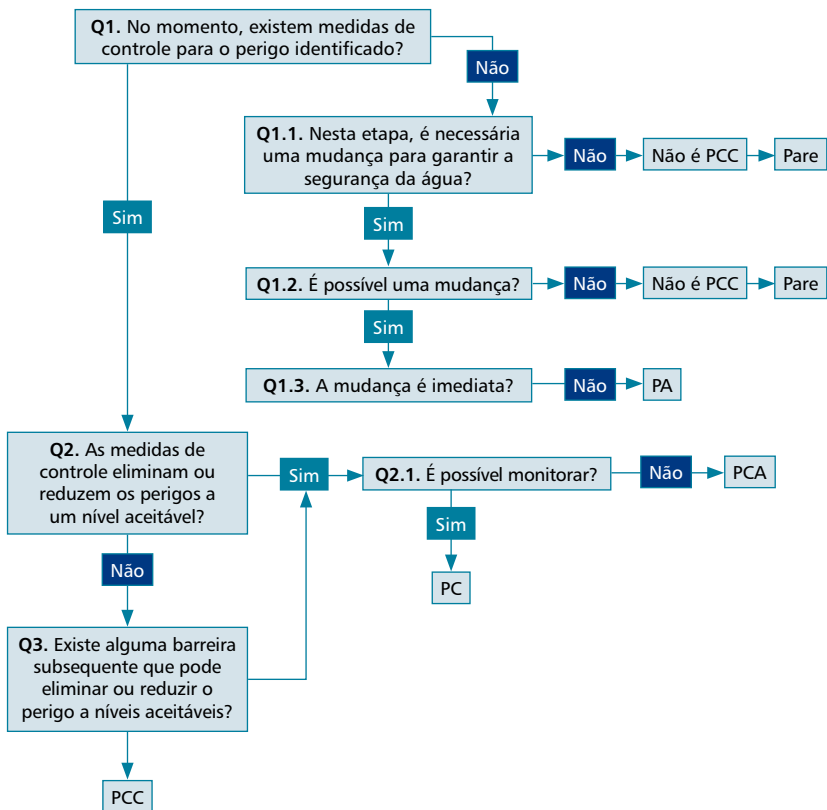 Q1. No momento, existem medidas de
controle para o perigo identificado?
Não
Q1.1. Nesta etapa, é necessária
uma mudança para garantir a
segurança da água?
Não
Não é PCC
Pare
Sim
Sim
Q1.2. É possível uma mudança?
Não
Não é PCC
Pare
Sim
Q1.3. A mudança é imediata?
Não
PA
Q2. As medidas de
controle eliminam ou
reduzem os perigos a
um nível aceitável?
Sim
Q2.1. É possível monitorar?
Não
PCA
Sim
PC
Não
Q3. Existe alguma barreira
subsequente que pode
eliminar ou reduzir o
perigo a níveis aceitáveis?
PCC